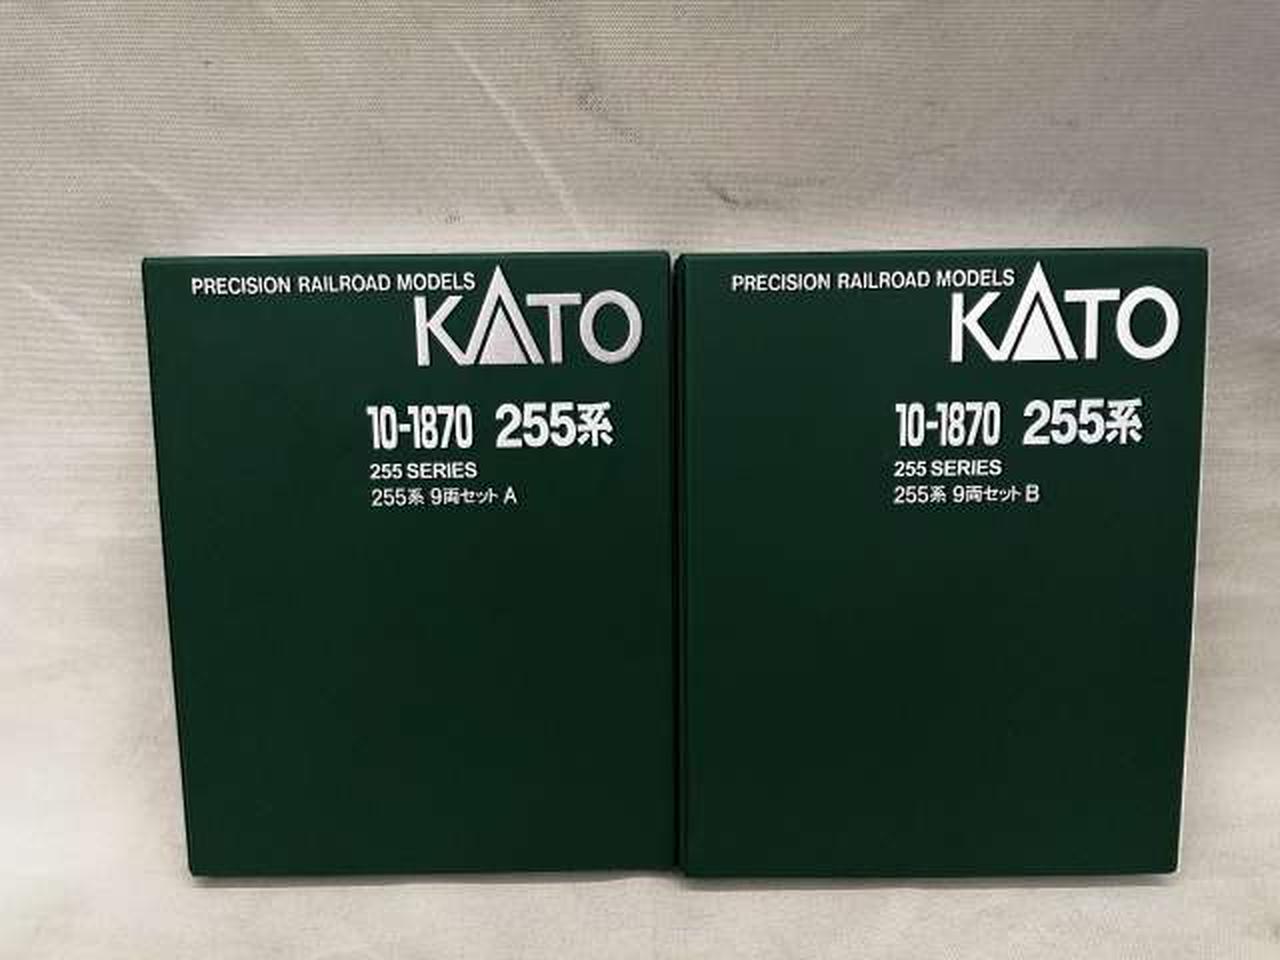 PRECISION RAILROAD MODELS
KATO
10-1870 255系
255 SERIES
255系 9両セット A
PRECISION RAILROAD MODELS
KATO
10-1870 255系
255 SERIES
255系 9両セット B